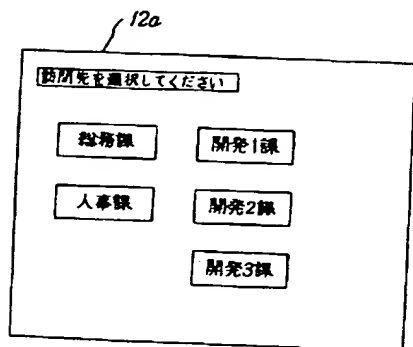 12a
訪問先を選択してください
総務課 開発1課
人事課 開発2課
開発3課